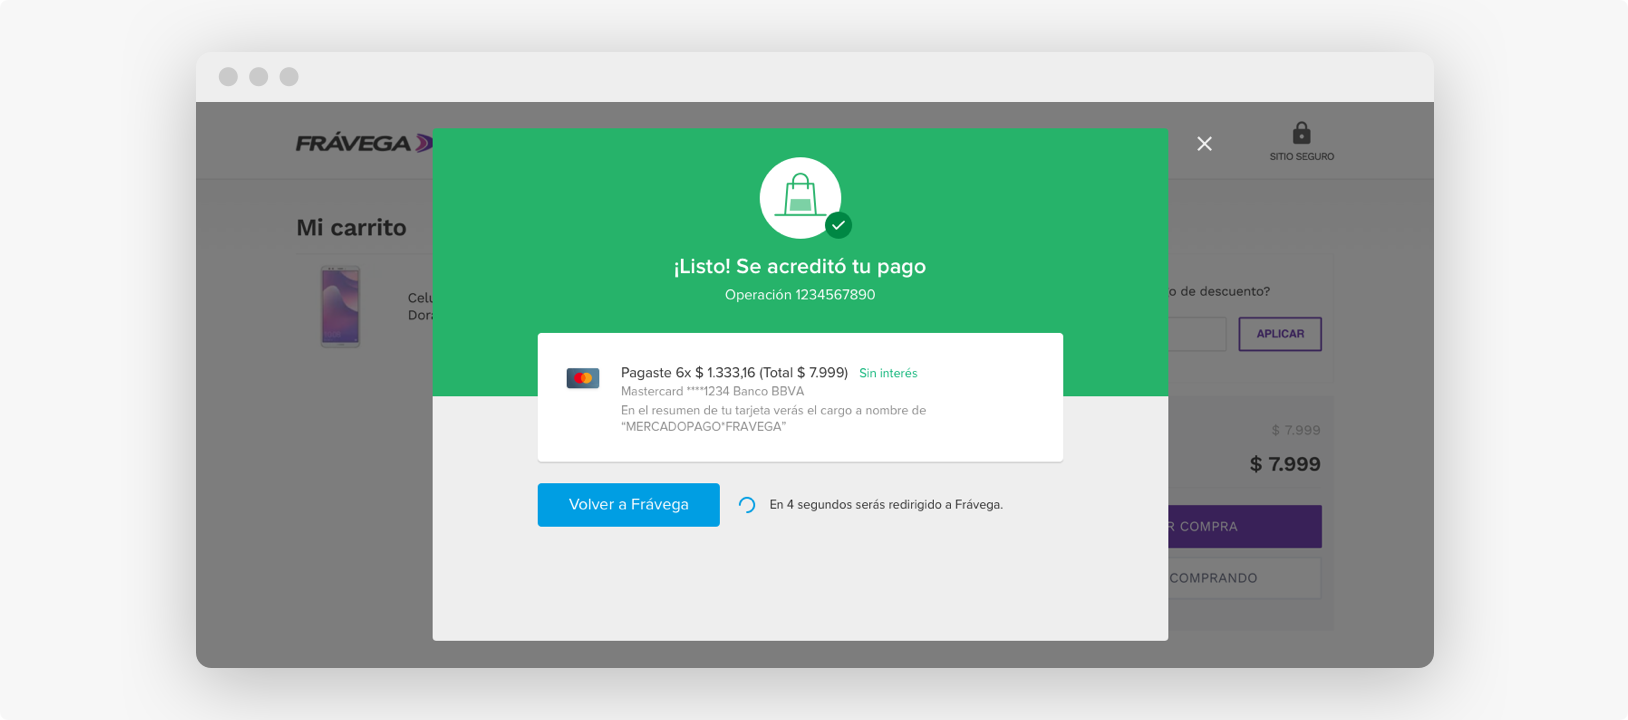 FRÁVEGA
SITIO SEGURO
Mi carrito
¡Listo! Se acreditó tu pago
Operación 1234567890
o de descuento?
APLICAR
Pagaste 6x $ 1.333,16 (Total $ 7.999) Sin interés
Mastercard ****1234 Banco BBVA
En el resumen de tu tarjeta verás el cargo a nombre de
“MERCADOPAGO*FRAVEGA”
$ 7.999
$ 7.999
Volver a Frávega
En 4 segundos serás redirigido a Frávega.
R COMPRA
COMPRANDO